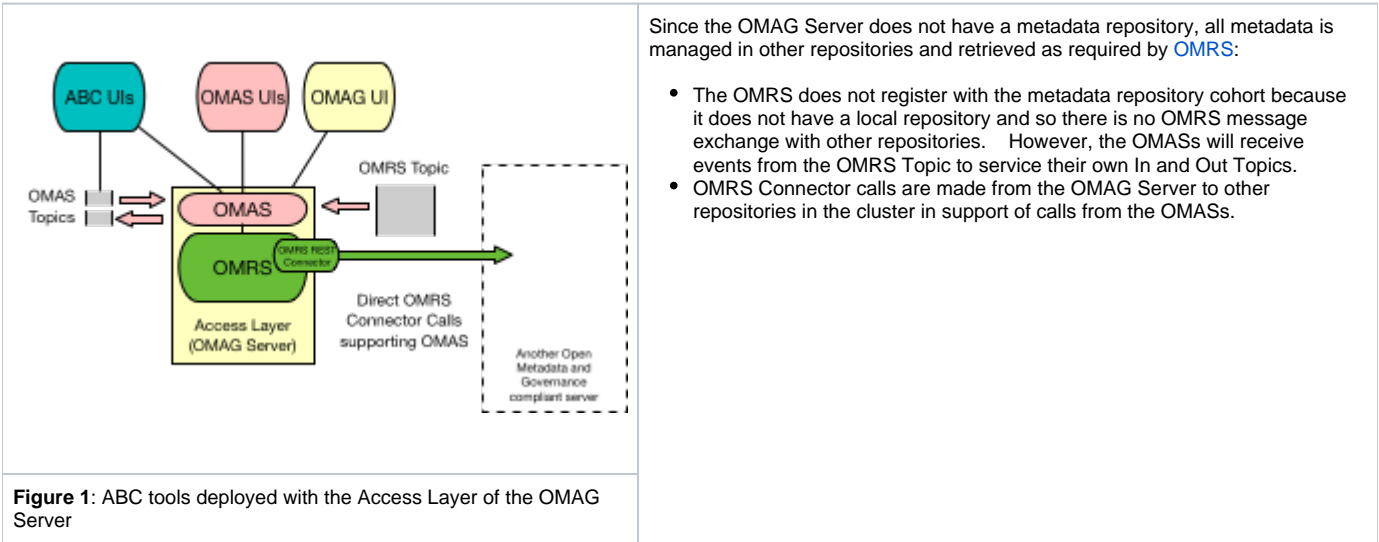 ABC UIs
OMAS UIs
OMAG UI
OMAS
Topics
OMRS Topic
OMAS
OMRS
OMRS REST
Connector
Direct OMRS
Connector Calls
supporting OMAS
Access Layer
(OMAG Server)
Another Open
Metadata and
Governance
compliant server
Figure 1: ABC tools deployed with the Access Layer of the OMAG
Server
Since the OMAG Server does not have a metadata repository, all metadata is
managed in other repositories and retrieved as required by OMRS:
• The OMRS does not register with the metadata repository cohort because
it does not have a local repository and so there is no OMRS message
exchange with other repositories. However, the OMASs will receive
events from the OMRS Topic to service their own In and Out Topics.
• OMRS Connector calls are made from the OMAG Server to other
repositories in the cluster in support of calls from the OMASs.